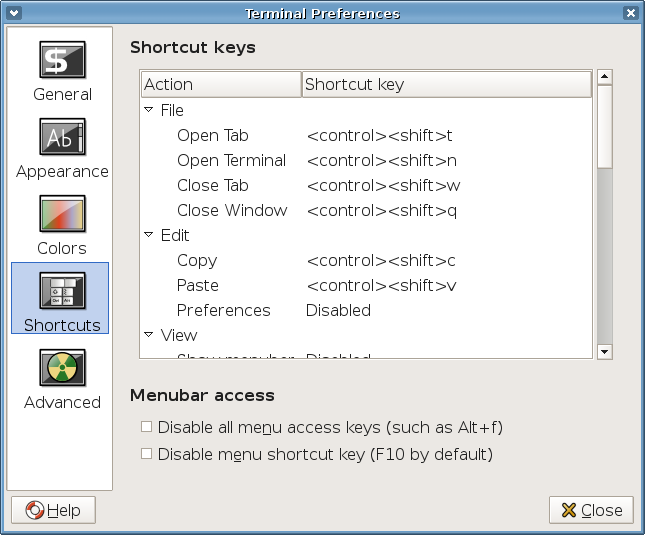 Terminal Preferences
General
Appearance
Colors
Shortcuts
Advanced
Shortcut keys
Action Shortcut key
File
Open Tab <control><shift>t
Open Terminal <control><shift>n
Close Tab <control><shift>w
Close Window <control><shift>q
Edit
Copy <control><shift>c
Paste <control><shift>v
Preferences Disabled
View
Show menubar Disabled
Menubar access
Disable all menu access keys (such as Alt+f)
Disable menu shortcut key (F10 by default)
Help Close